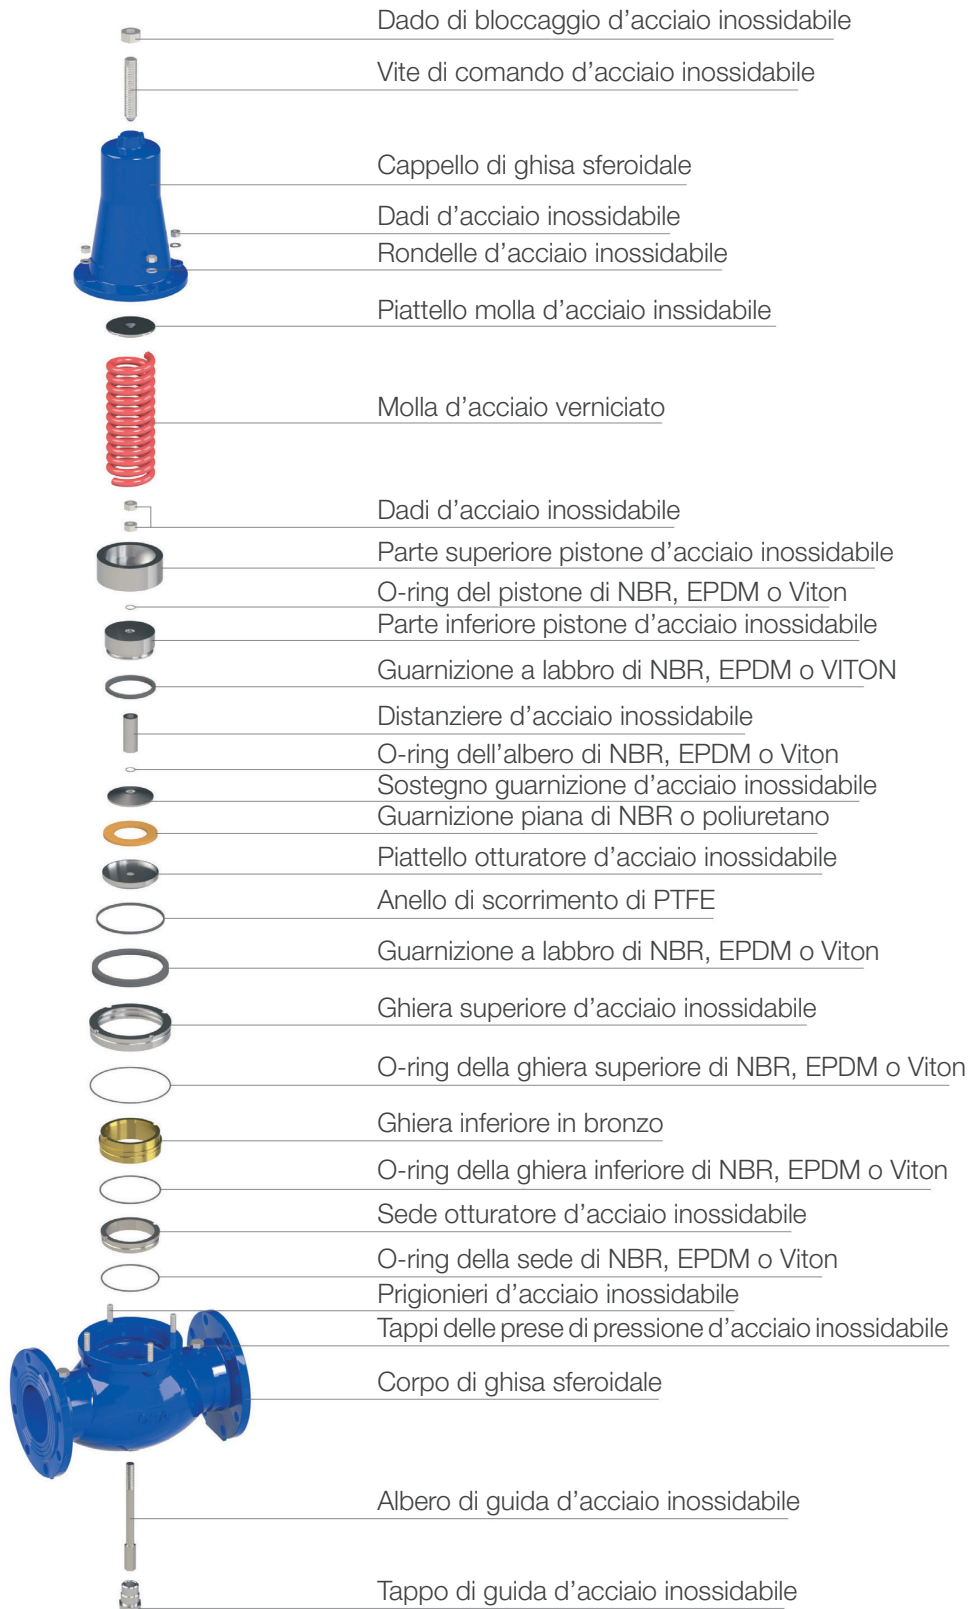 Dado di bloccaggio d’acciaio inossidabile
Vite di comando d’acciaio inossidabile
Cappello di ghisa sferoidale
Dadi d’acciaio inossidabile
Rondelle d’acciaio inossidabile
Piattello molla d’acciaio inssidabile
Molla d’acciaio verniciato
Dadi d’acciaio inossidabile
Parte superiore pistone d’acciaio inossidabile
O-ring del pistone di NBR, EPDM o Viton
Parte inferiore pistone d’acciaio inossidabile
Guarnizione a labbro di NBR, EPDM o VITON
Distanziere d’acciaio inossidabile
O-ring dell’albero di NBR, EPDM o Viton
Sostegno guarnizione d’acciaio inossidabile
Guarnizione piana di NBR o poliuretano
Piattello otturatore d’acciaio inossidabile
Anello di scorrimento di PTFE
Guarnizione a labbro di NBR, EPDM o Viton
Ghiera superiore d’acciaio inossidabile
O-ring della ghiera superiore di NBR, EPDM o Viton
Ghiera inferiore in bronzo
O-ring della ghiera inferiore di NBR, EPDM o Viton
Sede otturatore d’acciaio inossidabile
O-ring della sede di NBR, EPDM o Viton
Prigionieri d’acciaio inossidabile
Tappi delle prese di pressione d’acciaio inossidabile
Corpo di ghisa sferoidale
Albero di guida d’acciaio inossidabile
Tappo di guida d’acciaio inossidabile